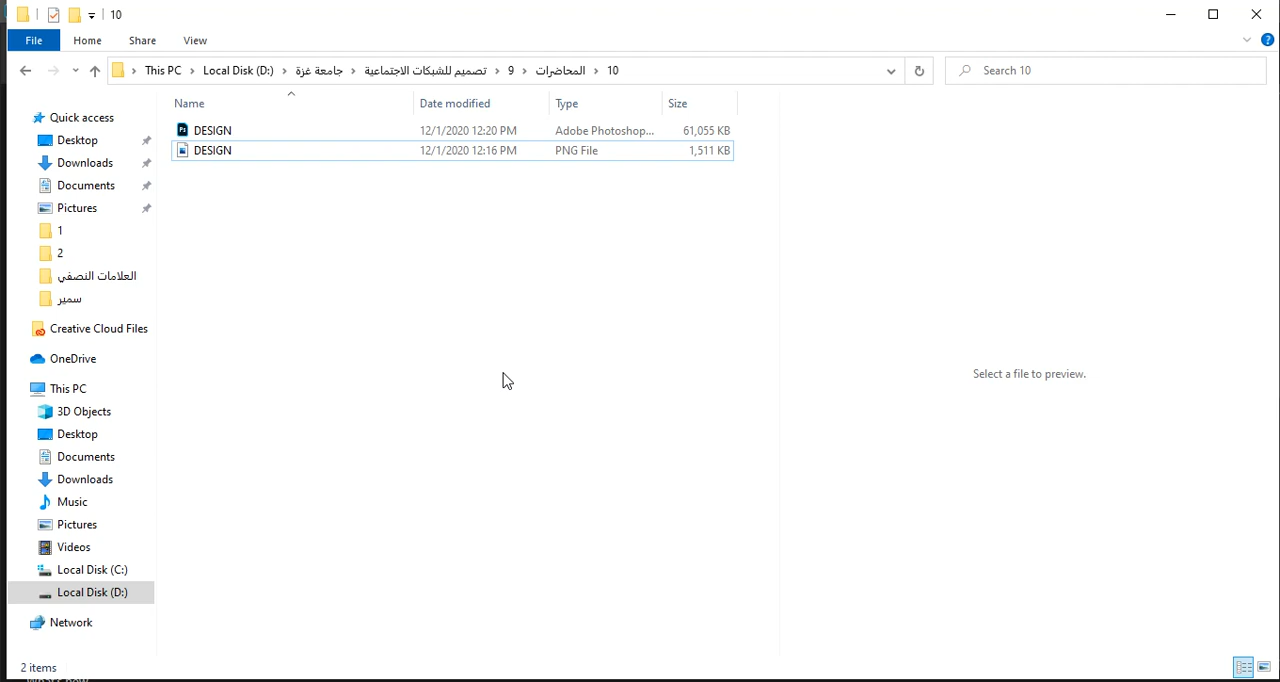 10
File Home Share View
This PC › Local Disk (D:) › جامعة غزة › تصميم للشبكات الاجتماعية › 9 › المحاضرات › 10
Search 10
Name Date modified Type Size
DESIGN 12/1/2020 12:20 PM Adobe Photoshop... 61,055 KB
DESIGN 12/1/2020 12:16 PM PNG File 1,511 KB
Quick access
Desktop
Downloads
Documents
Pictures
1
2
العلامات النصفي
سمير
Creative Cloud Files
OneDrive
This PC
3D Objects
Desktop
Documents
Downloads
Music
Pictures
Videos
Local Disk (C:)
Local Disk (D:)
Network
Select a file to preview.
2 items